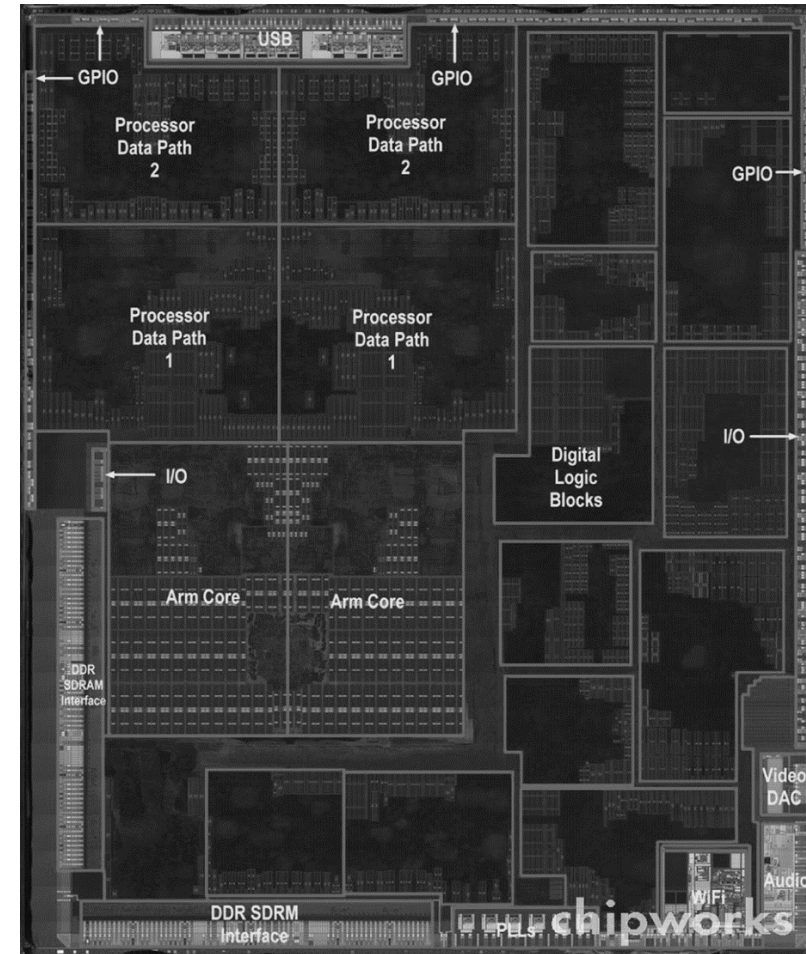 USB
GPIO
GPIO
GPIO
Processor
Data Path
2
Processor
Data Path
2
Processor
Data Path
1
Processor
Data Path
1
I/O
I/O
Digital
Logic
Blocks
Arm Core
Arm Core
DDR
SDRAM
Interface
Video
DAC
Audio
WiFi
DDR SDRM
Interface
PLLs
chipworks